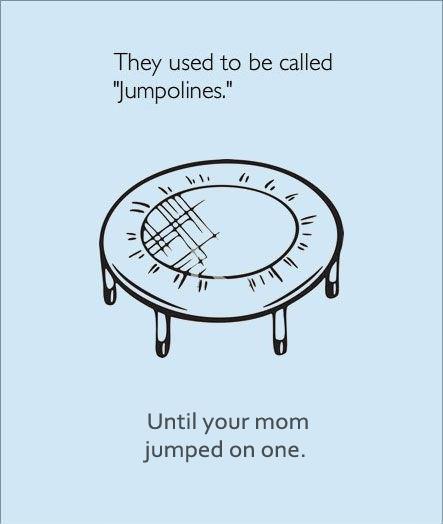 They used to be called
"Jumpolines."
Until your mom
jumped on one.